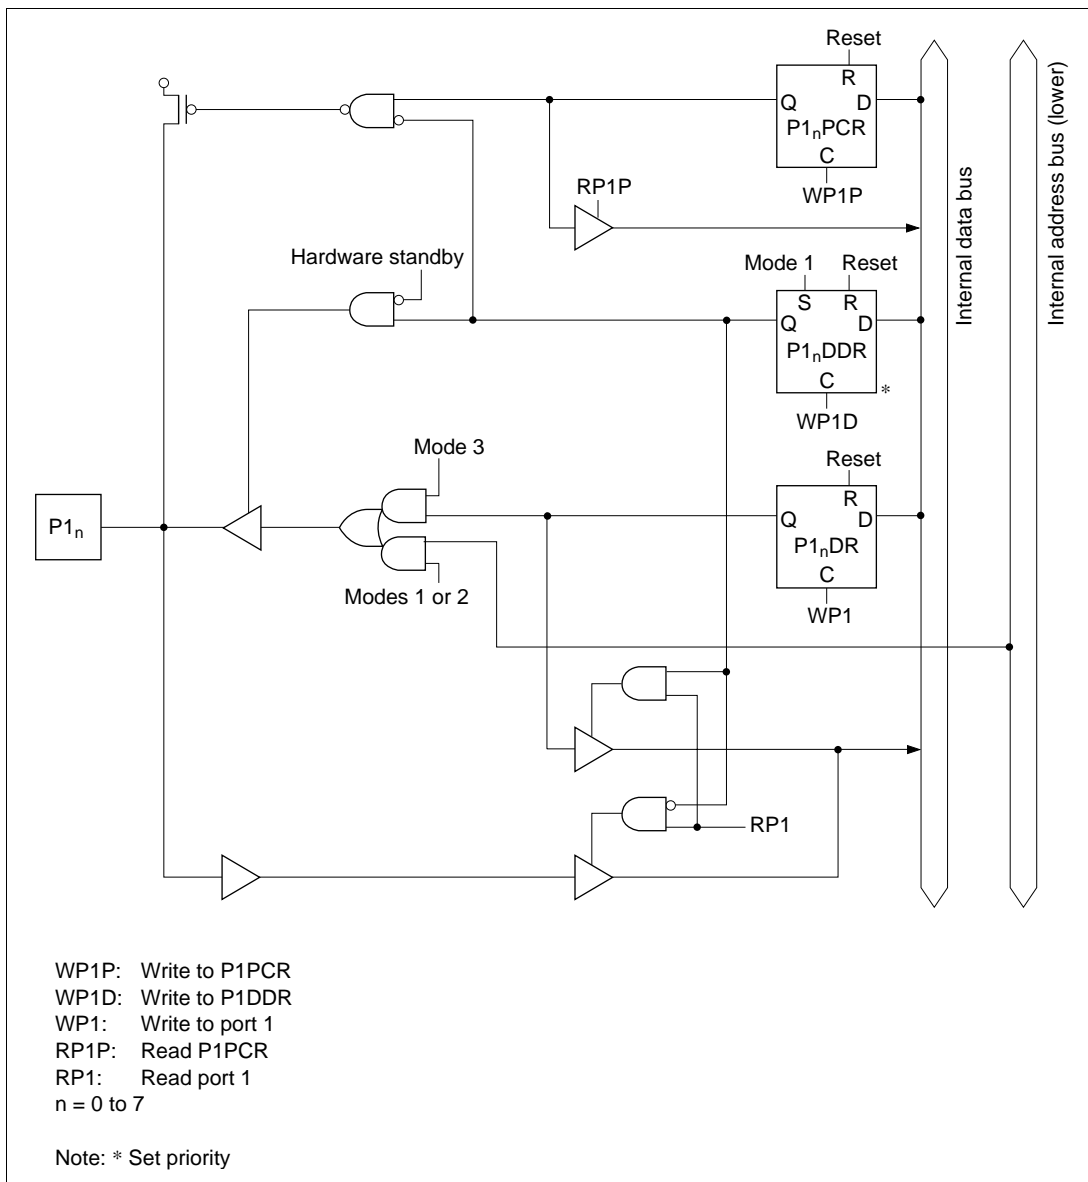 Reset
R
Q D
P1nPCR
C
WP1P
RP1P
Hardware standby
Mode 1 Reset
S R
Q D
P1nDDR
C
*
WP1D
Mode 3
Reset
R
Q D
P1nDR
C
WP1
P1n
Modes 1 or 2
RP1
Internal data bus
Internal address bus (lower)
WP1P: Write to P1PCR
WP1D: Write to P1DDR
WP1: Write to port 1
RP1P: Read P1PCR
RP1: Read port 1
n = 0 to 7
Note: * Set priority